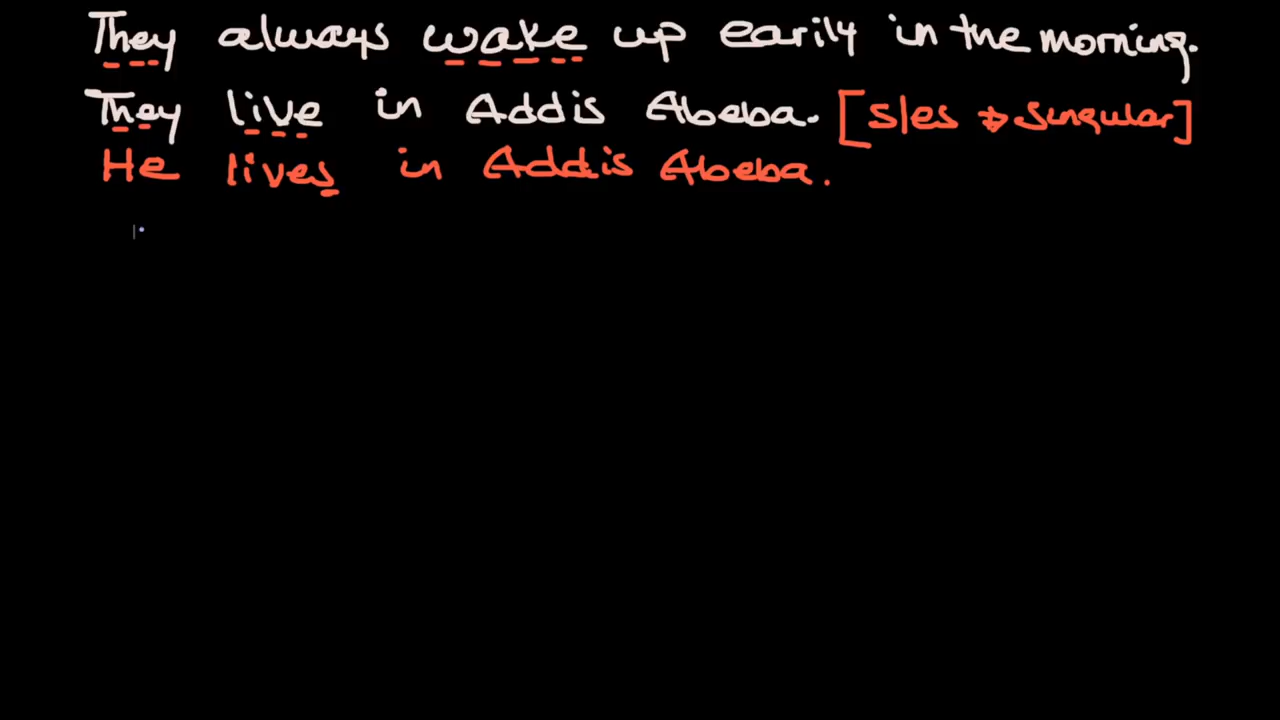 They always wake up earily in the morning.
They live in Addis Abeba. [s/es → singular]
He lives in Addis Abeba.